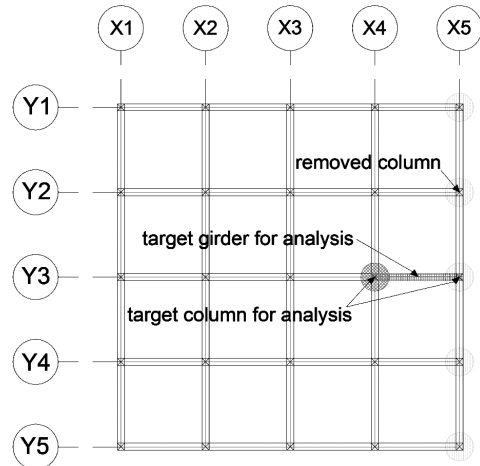 X1 X2 X3 X4 X5
Y1
removed column
Y2
target girder for analysis
Y3
target column for analysis
Y4
Y5